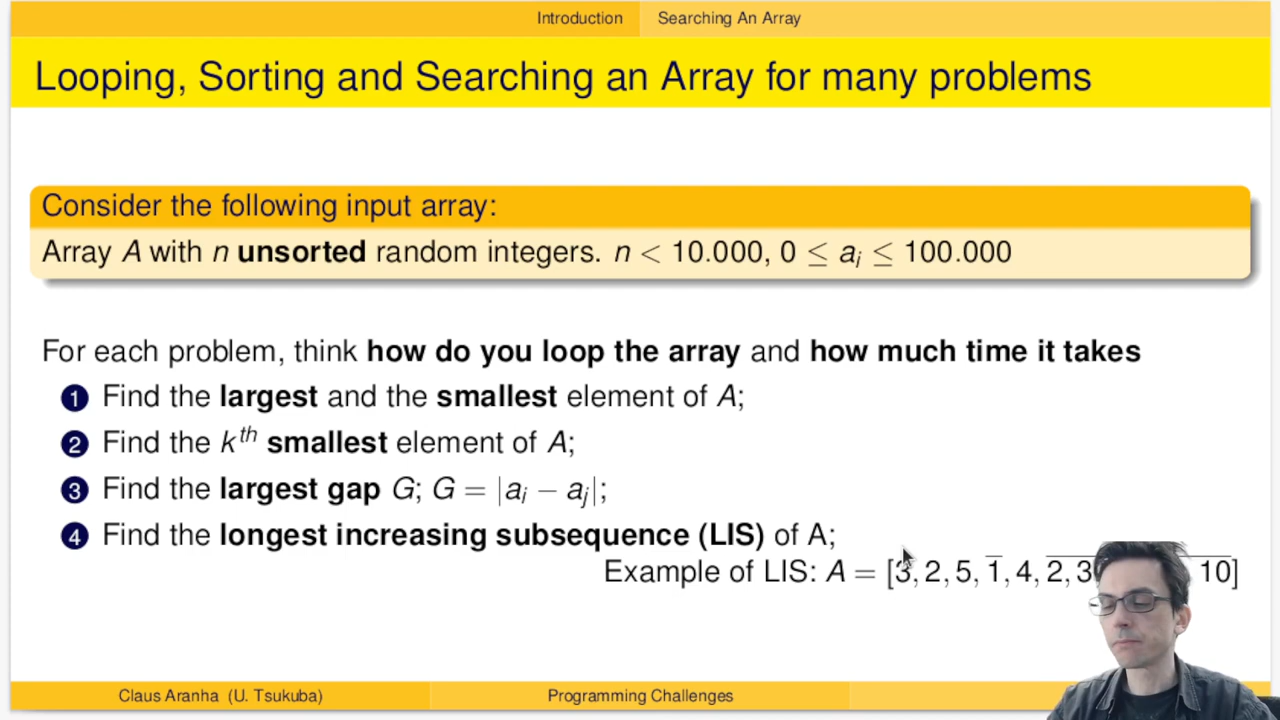 Introduction Searching An Array
Looping, Sorting and Searching an Array for many problems
Consider the following input array:
Array A with n unsorted random integers. n < 10.000, 0 ≤ aᵢ ≤ 100.000
For each problem, think how do you loop the array and how much time it takes
1 Find the largest and the smallest element of A;
2 Find the kᵗʰ smallest element of A;
3 Find the largest gap G; G = |aᵢ − aⱼ|;
4 Find the longest increasing subsequence (LIS) of A;
Example of LIS: A = [3, 2, 5, 1̅, 4, 2, 3 10]
Claus Aranha (U. Tsukuba) Programming Challenges